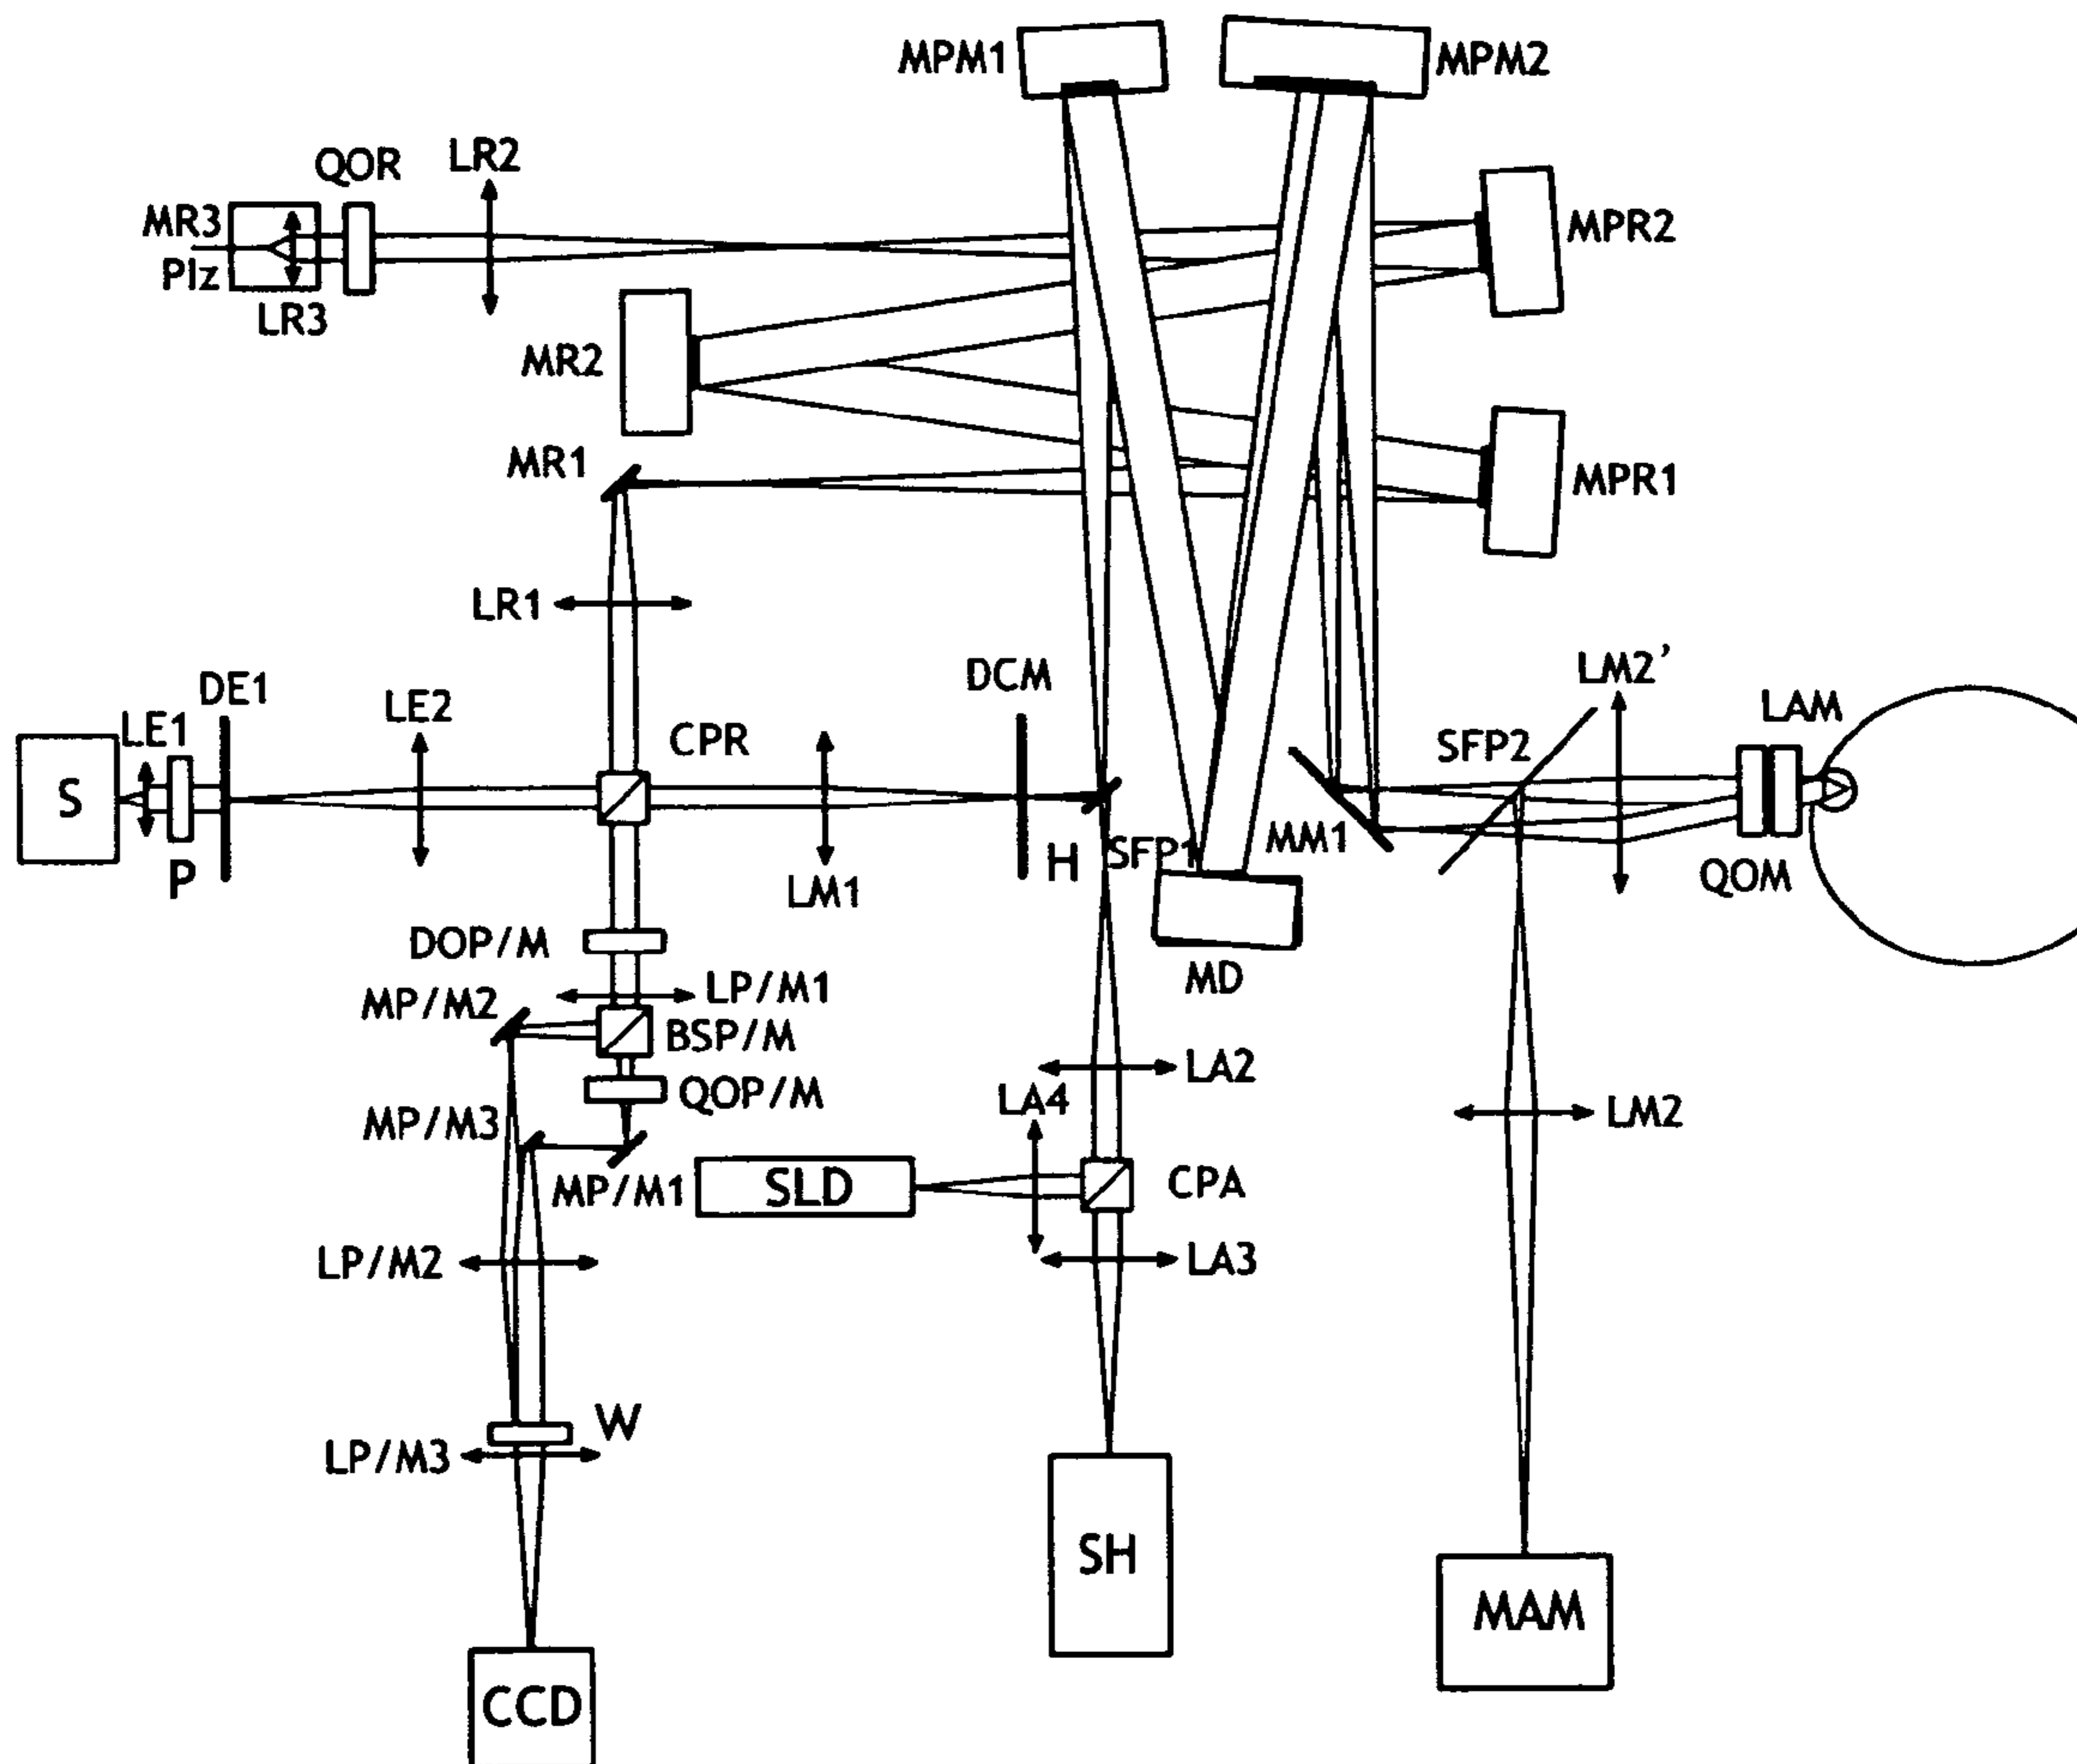 MPM1
MPM2
QOR
LR2
MR3
PIz
LR3
MPR2
MR2
MR1
MPR1
LR1
DE1
LE1
LE2
CPR
DCM
LM2'
LAM
SFP2
S
P
LM1
H
SFP1
MM1
QOM
DOP/M
MD
MP/M2
LP/M1
BSP/M
QOP/M
LA4
LA2
MP/M3
LM2
MP/M1
SLD
CPA
LP/M2
LA3
W
LP/M3
SH
MAM
CCD